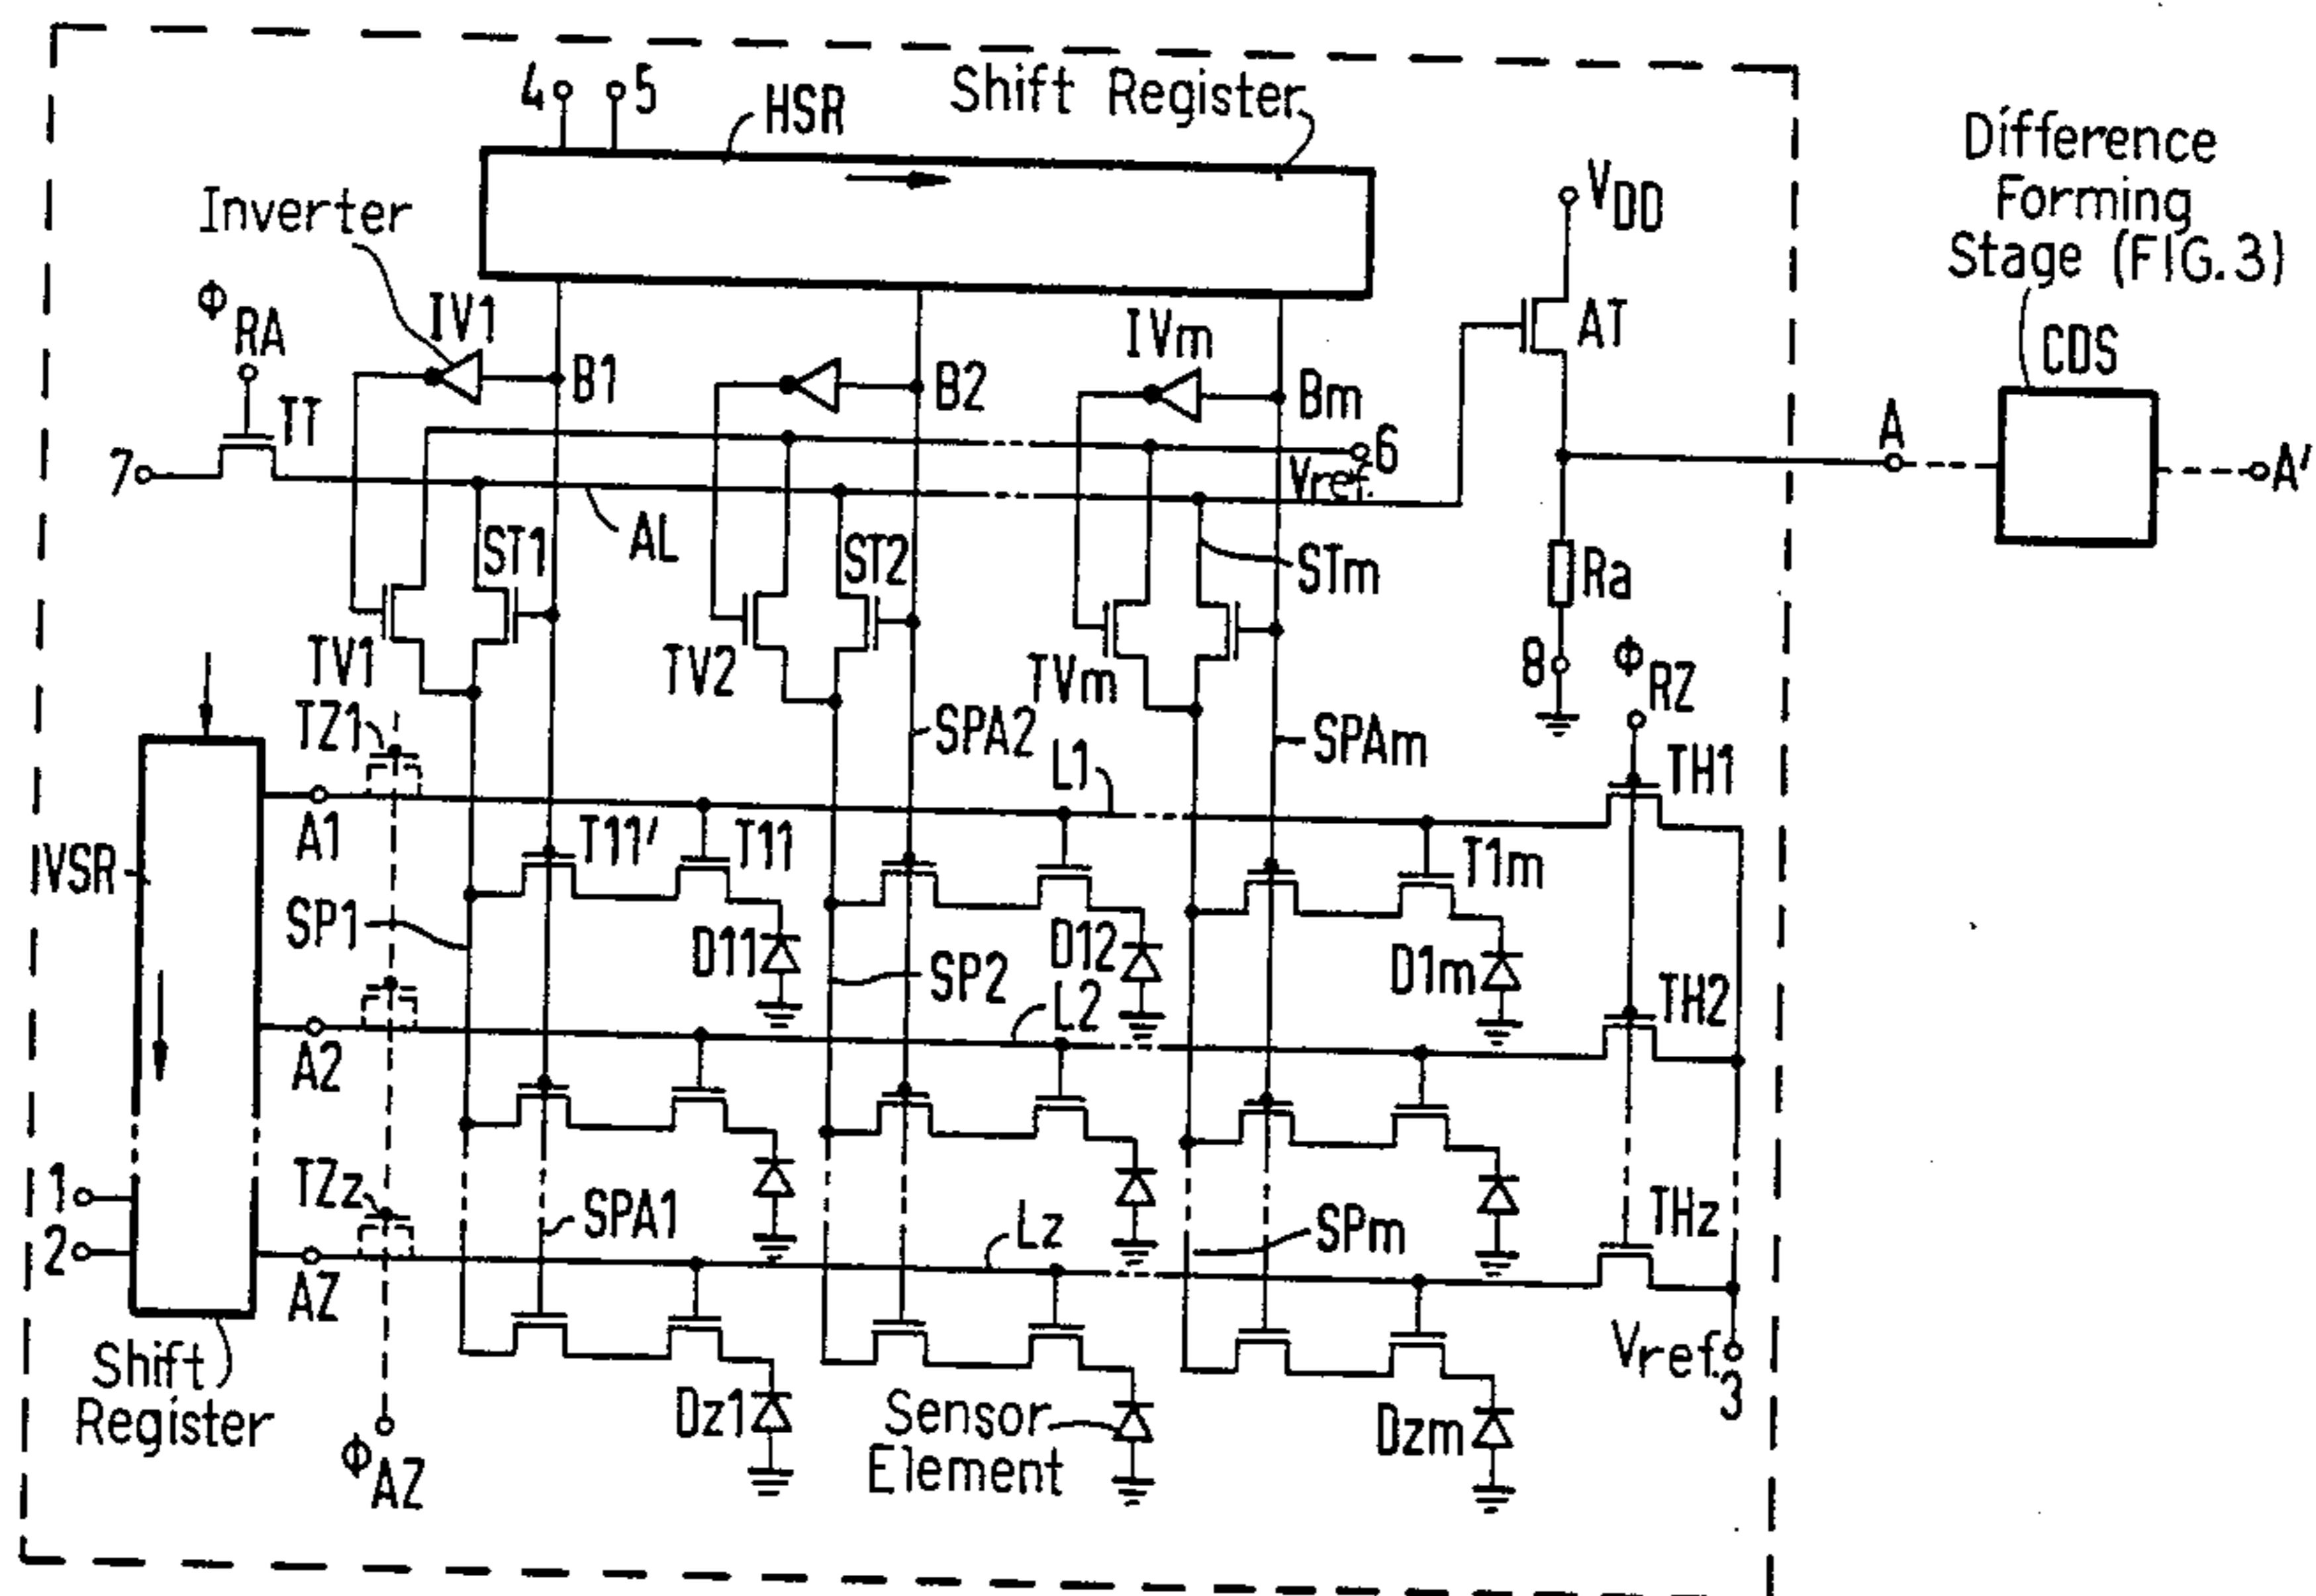 4
5
HSR
Shift Register
Difference
Forming
Stage (FIG.3)
Inverter
VDD
ΦRA
IV1
IVm
AT
CDS
B1
B2
Bm
TT
A
7
6
Vref.
A'
AL
ST1
ST2
STm
Ra
TV1
TV2
TVm
8
ΦRZ
TZ1
SPA2
SPAm
L1
TH1
A1
T11'
T11
T1m
VSR
SP1
D11
D12
D1m
SP2
L2
TH2
A2
TZz
1
SPA1
Lz
SPm
THz
2
AZ
Vref.
3
Shift
Register
Dz1
Sensor
Element
Dzm
ΦAZ